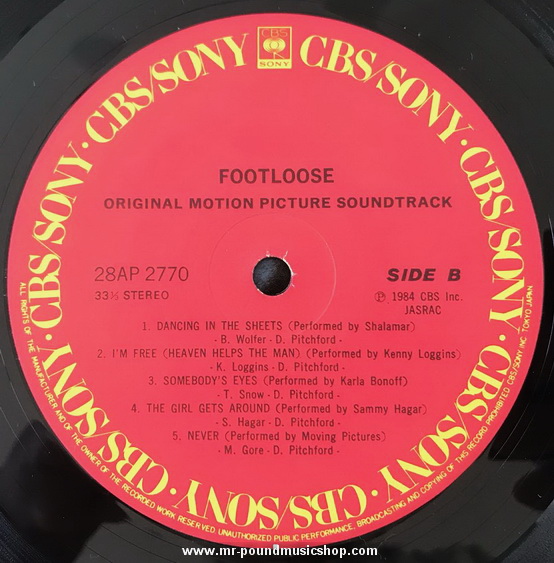 CBS
SONY
CBS/SONY · CBS/SONY · CBS/SONY · CBS/SONY · CBS/SONY · CBS/SONY · CBS/SONY · CBS/SONY ·
FOOTLOOSE
ORIGINAL MOTION PICTURE SOUNDTRACK
28AP 2770
33⅓ STEREO
SIDE B
Ⓟ 1984 CBS Inc.
JASRAC
1. DANCING IN THE SHEETS (Performed by Shalamar)
- B. Wolfer - D. Pitchford -
2. I'M FREE (HEAVEN HELPS THE MAN) (Performed by Kenny Loggins)
- K. Loggins - D. Pitchford -
3. SOMEBODY'S EYES (Performed by Karla Bonoff)
- T. Snow - D. Pitchford -
4. THE GIRL GETS AROUND (Performed by Sammy Hagar)
- S. Hagar - D. Pitchford -
5. NEVER (Performed by Moving Pictures)
- M. Gore - D. Pitchford -
ALL RIGHTS OF THE MANUFACTURER AND OF THE OWNER OF THE RECORDED WORK RESERVED. UNAUTHORIZED PUBLIC PERFORMANCE, BROADCASTING AND COPYING OF THIS RECORD PROHIBITED. CBS/SONY INC. TOKYO JAPAN.
www.mr-poundmusicshop.com